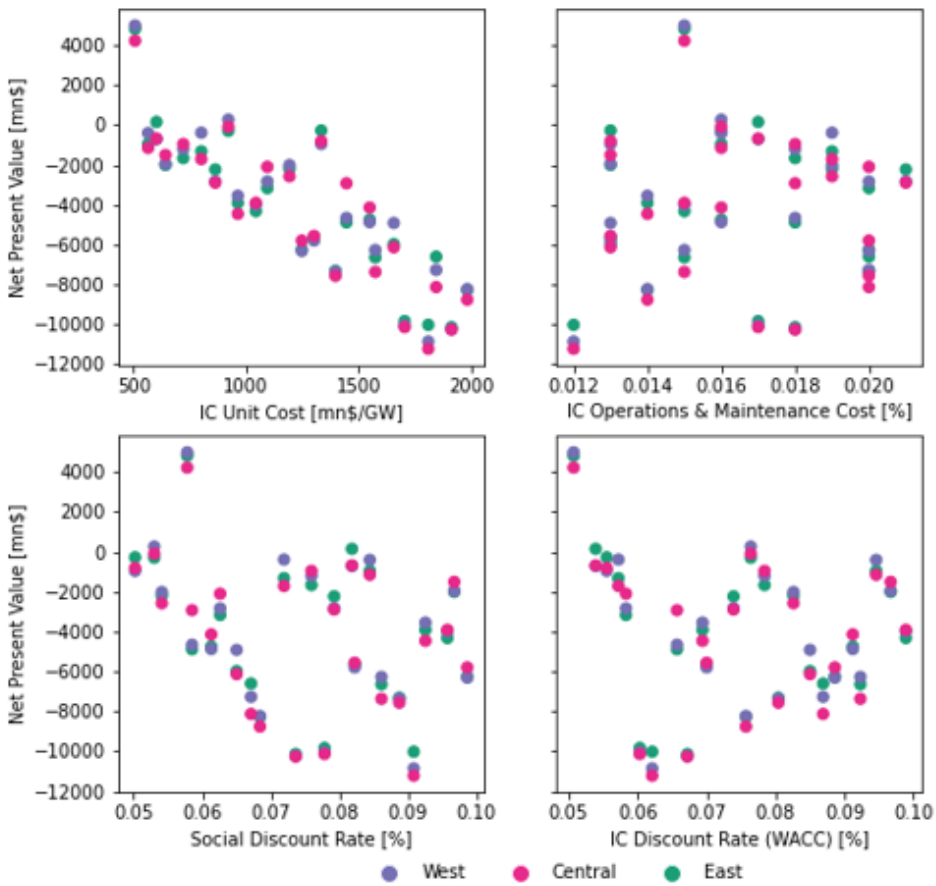 4000
2000
0
−2000
−4000
−6000
−8000
−10000
−12000
Net Present Value [mn$]
500 1000 1500 2000
IC Unit Cost [mn$/GW]
0.012 0.014 0.016 0.018 0.020
IC Operations & Maintenance Cost [%]
4000
2000
0
−2000
−4000
−6000
−8000
−10000
−12000
Net Present Value [mn$]
0.05 0.06 0.07 0.08 0.09 0.10
Social Discount Rate [%]
0.05 0.06 0.07 0.08 0.09 0.10
IC Discount Rate (WACC) [%]
West Central East